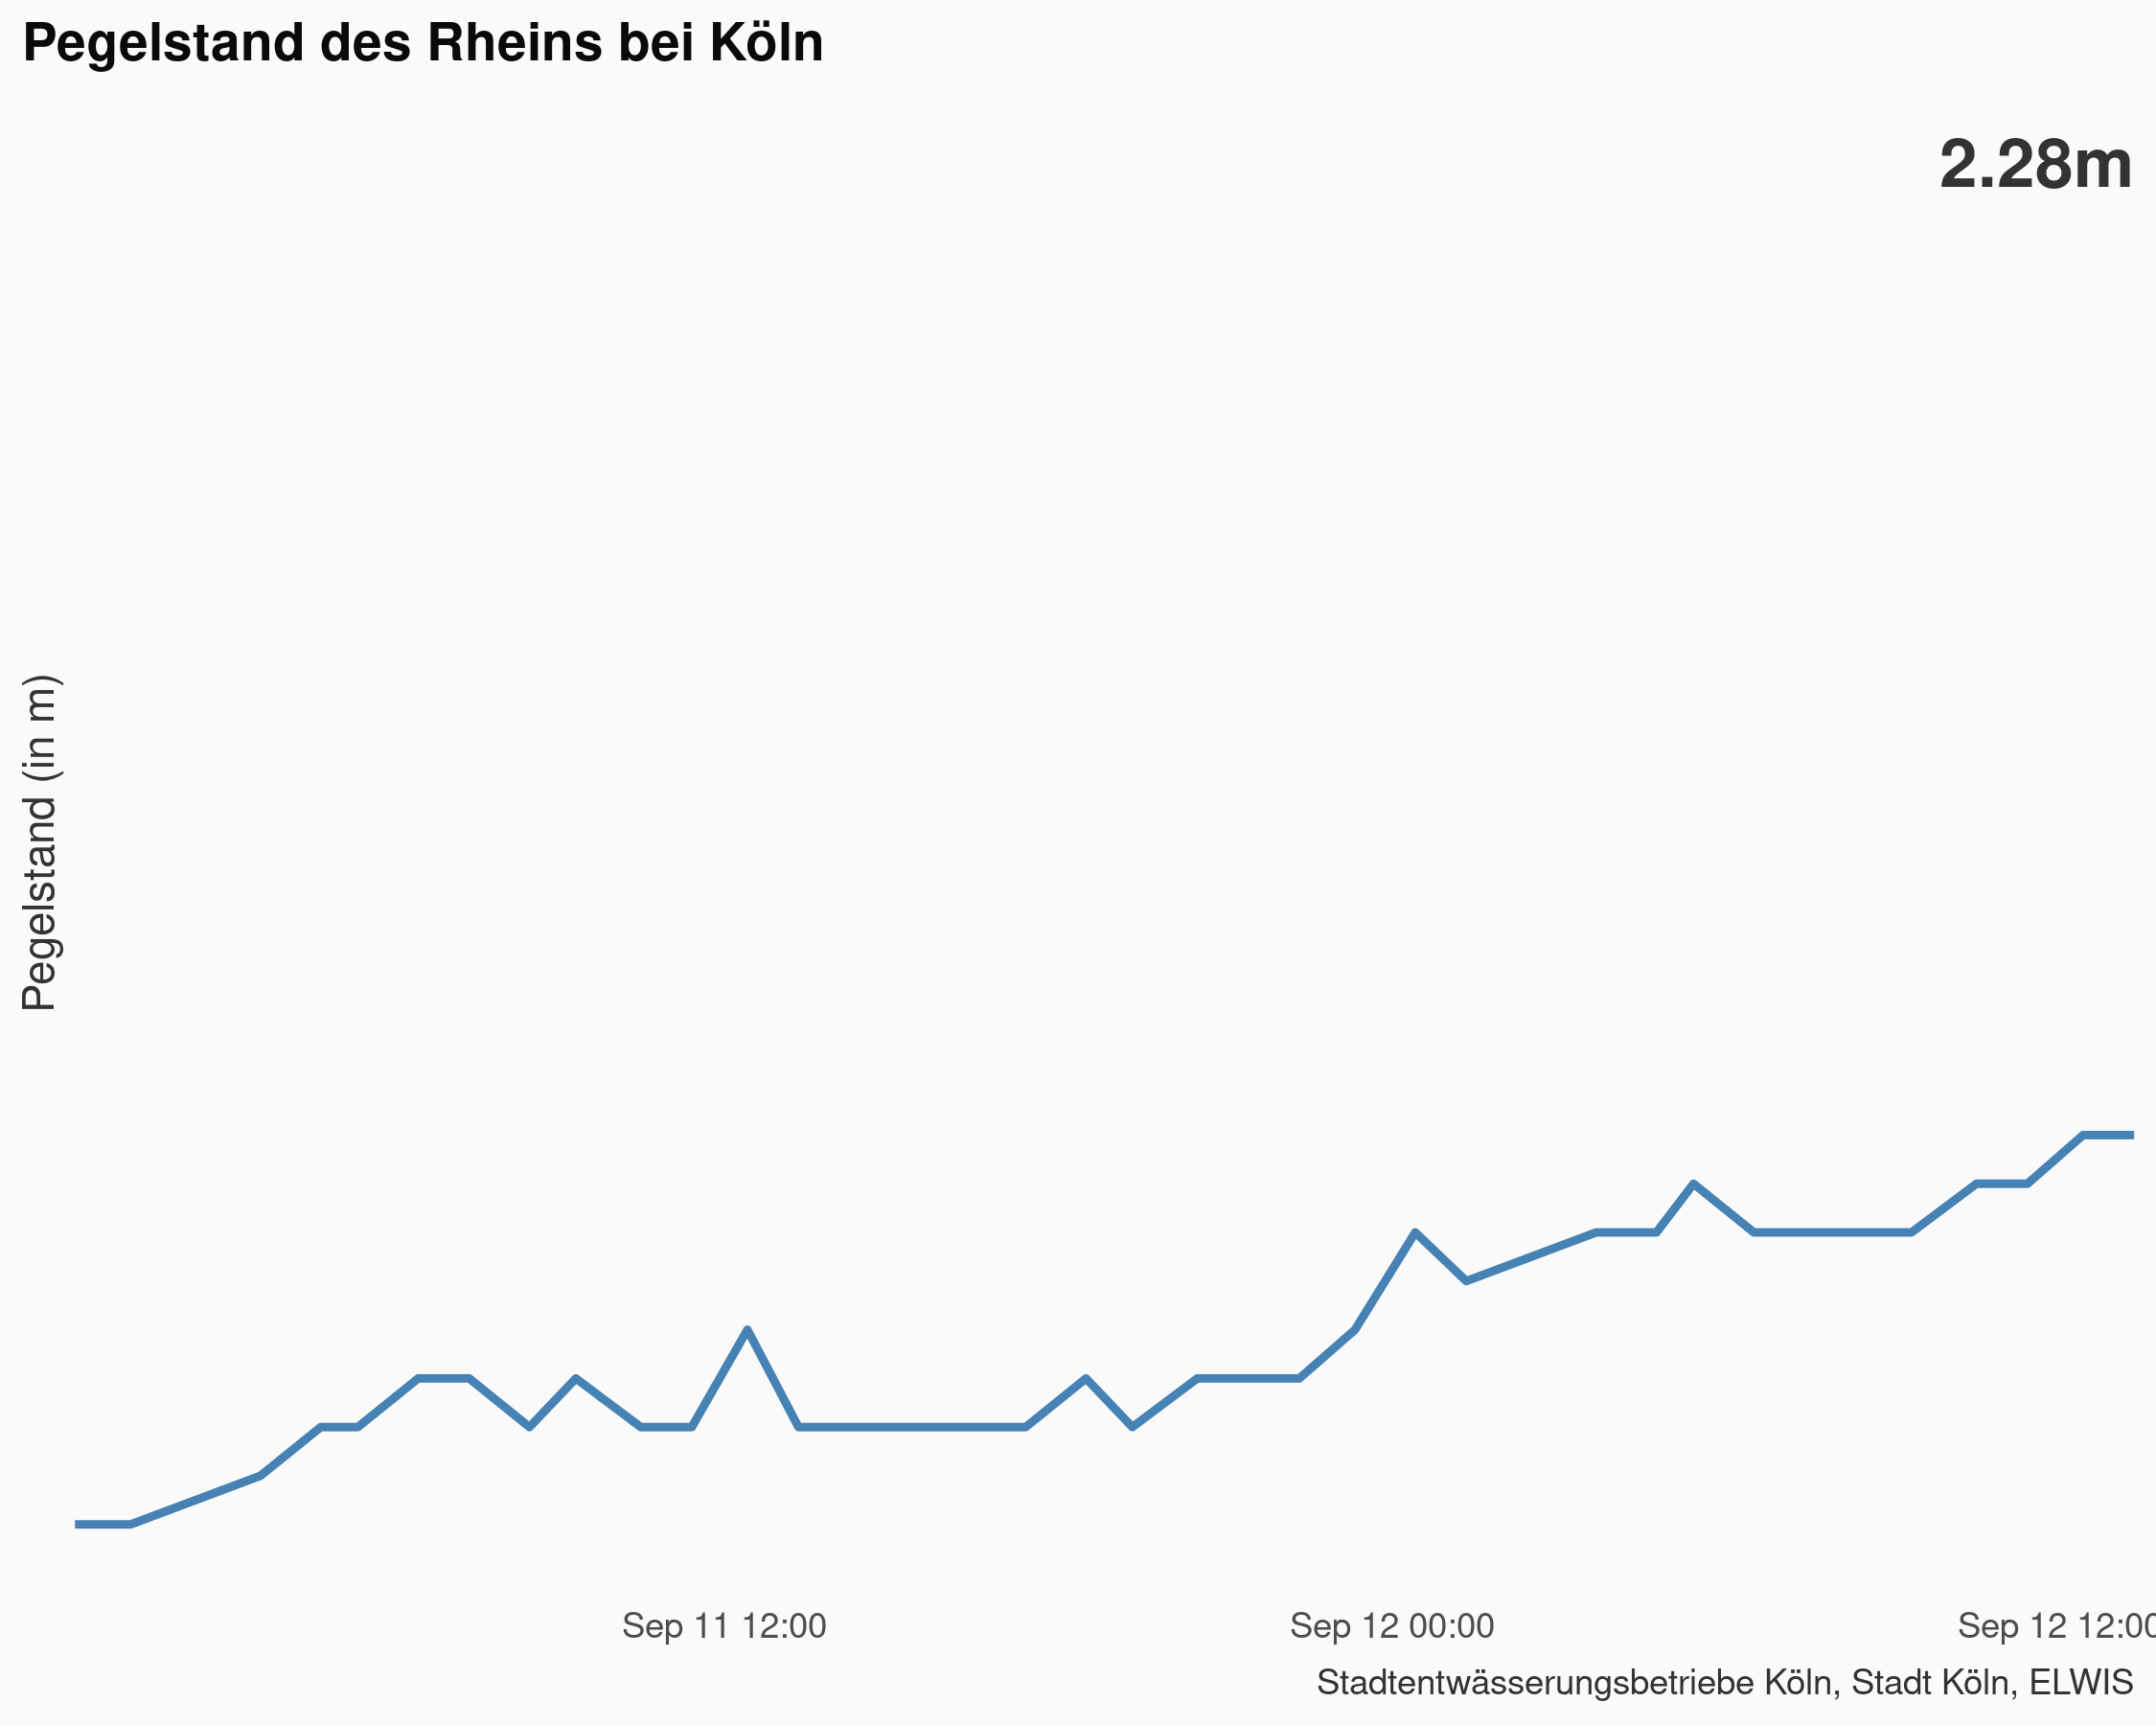 Pegelstand des Rheins bei Köln
2.28m
Pegelstand (in m)
Sep 11 12:00
Sep 12 00:00
Sep 12 12:00
Stadtentwässerungsbetriebe Köln, Stadt Köln, ELWIS